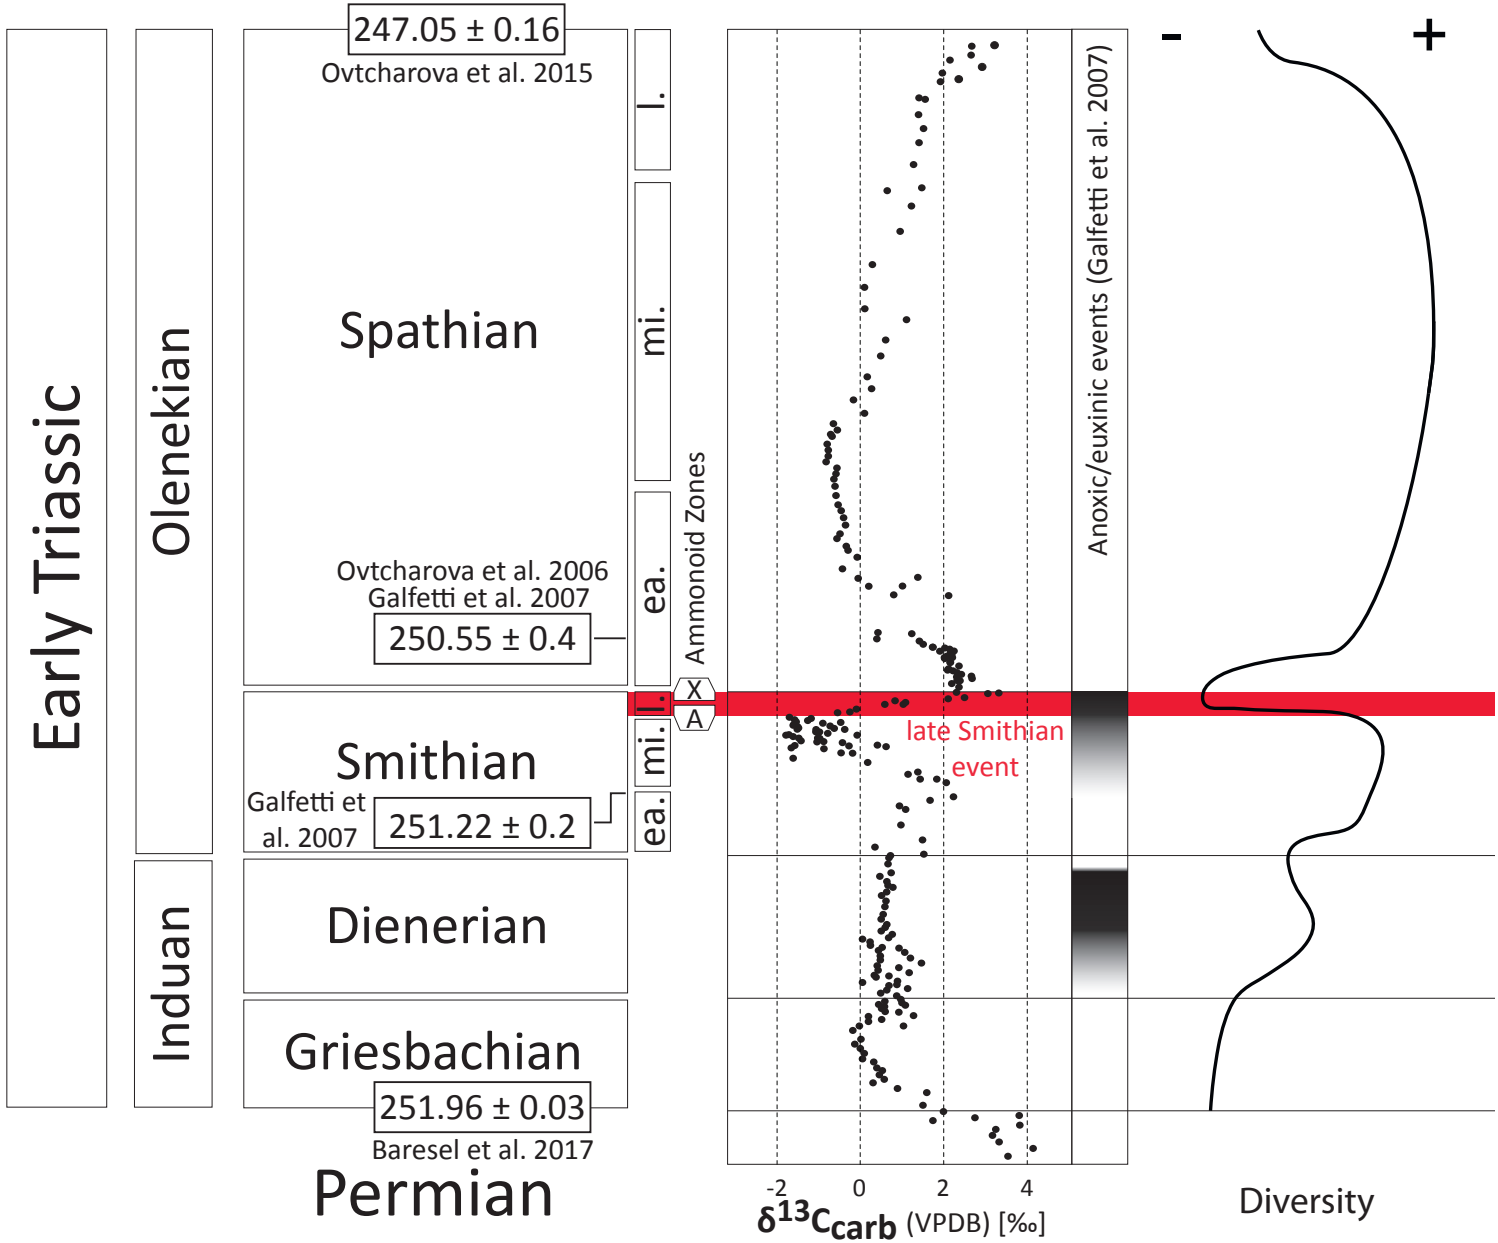 Early Triassic
Olenekian
Induan
247.05 ± 0.16
Ovtcharova et al. 2015
Spathian
Ovtcharova et al. 2006
Galfetti et al. 2007
250.55 ± 0.4
Smithian
Galfetti et
al. 2007
251.22 ± 0.2
Dienerian
Griesbachian
251.96 ± 0.03
Baresel et al. 2017
Permian
l.
mi.
ea.
l.
mi.
ea.
Ammonoid Zones
X
A
late Smithian
event
-2 0 2 4
δ13Ccarb (VPDB) [‰]
Anoxic/euxinic events (Galfetti et al. 2007)
- +
Diversity